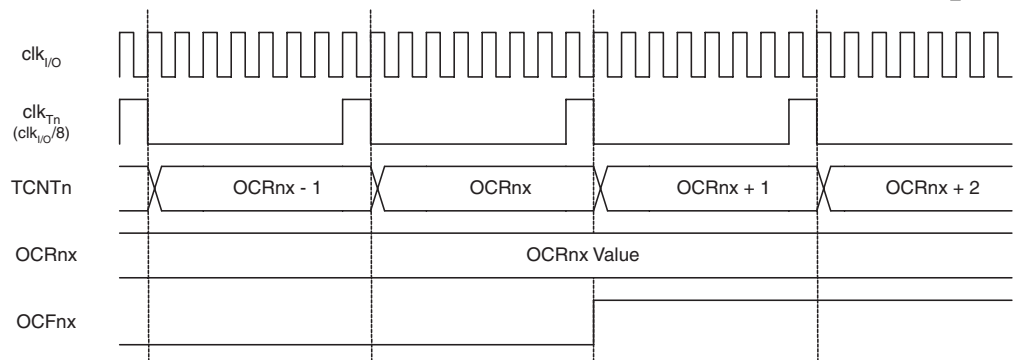 clkI/O
clkTn
(clkI/O/8)
TCNTn OCRnx - 1 OCRnx OCRnx + 1 OCRnx + 2
OCRnx OCRnx Value
OCFnx